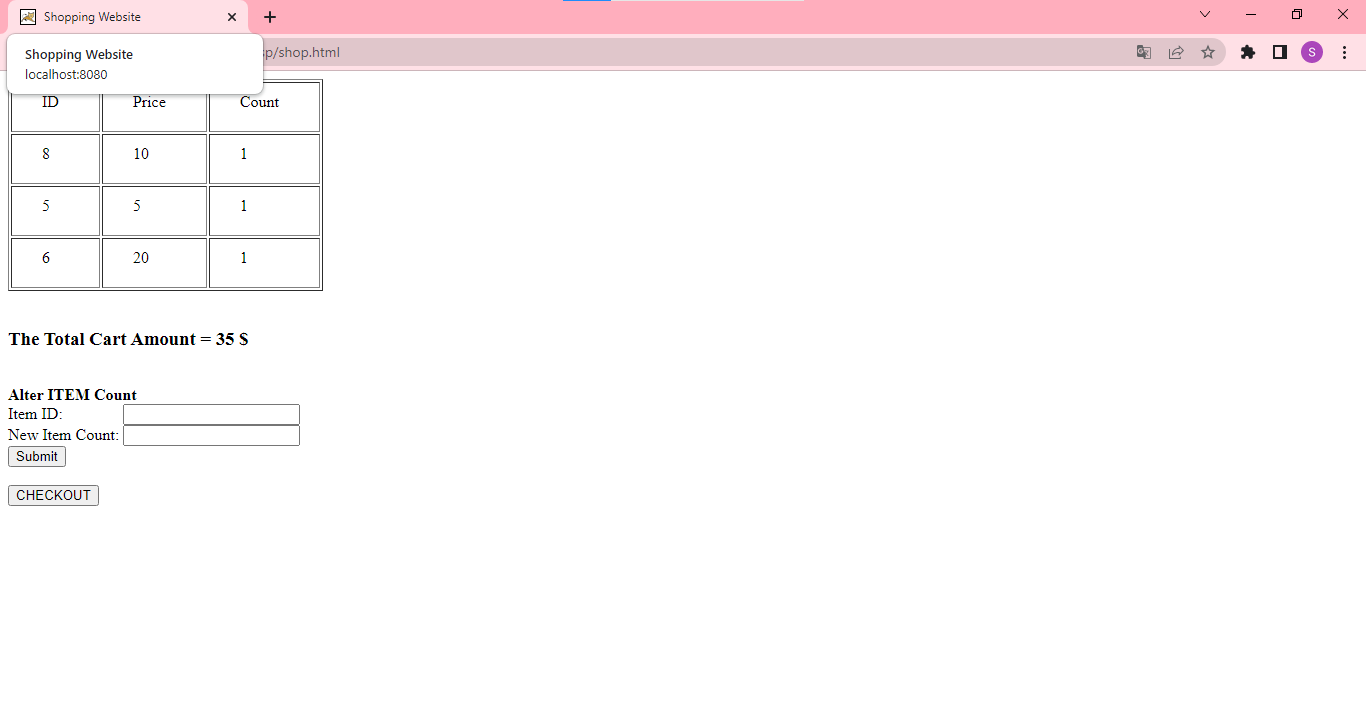 Shopping Website
Shopping Website
localhost:8080
sp/shop.html
S
ID Price Count
8 10 1
5 5 1
6 20 1
The Total Cart Amount = 35 $
Alter ITEM Count
Item ID:
New Item Count:
Submit
CHECKOUT